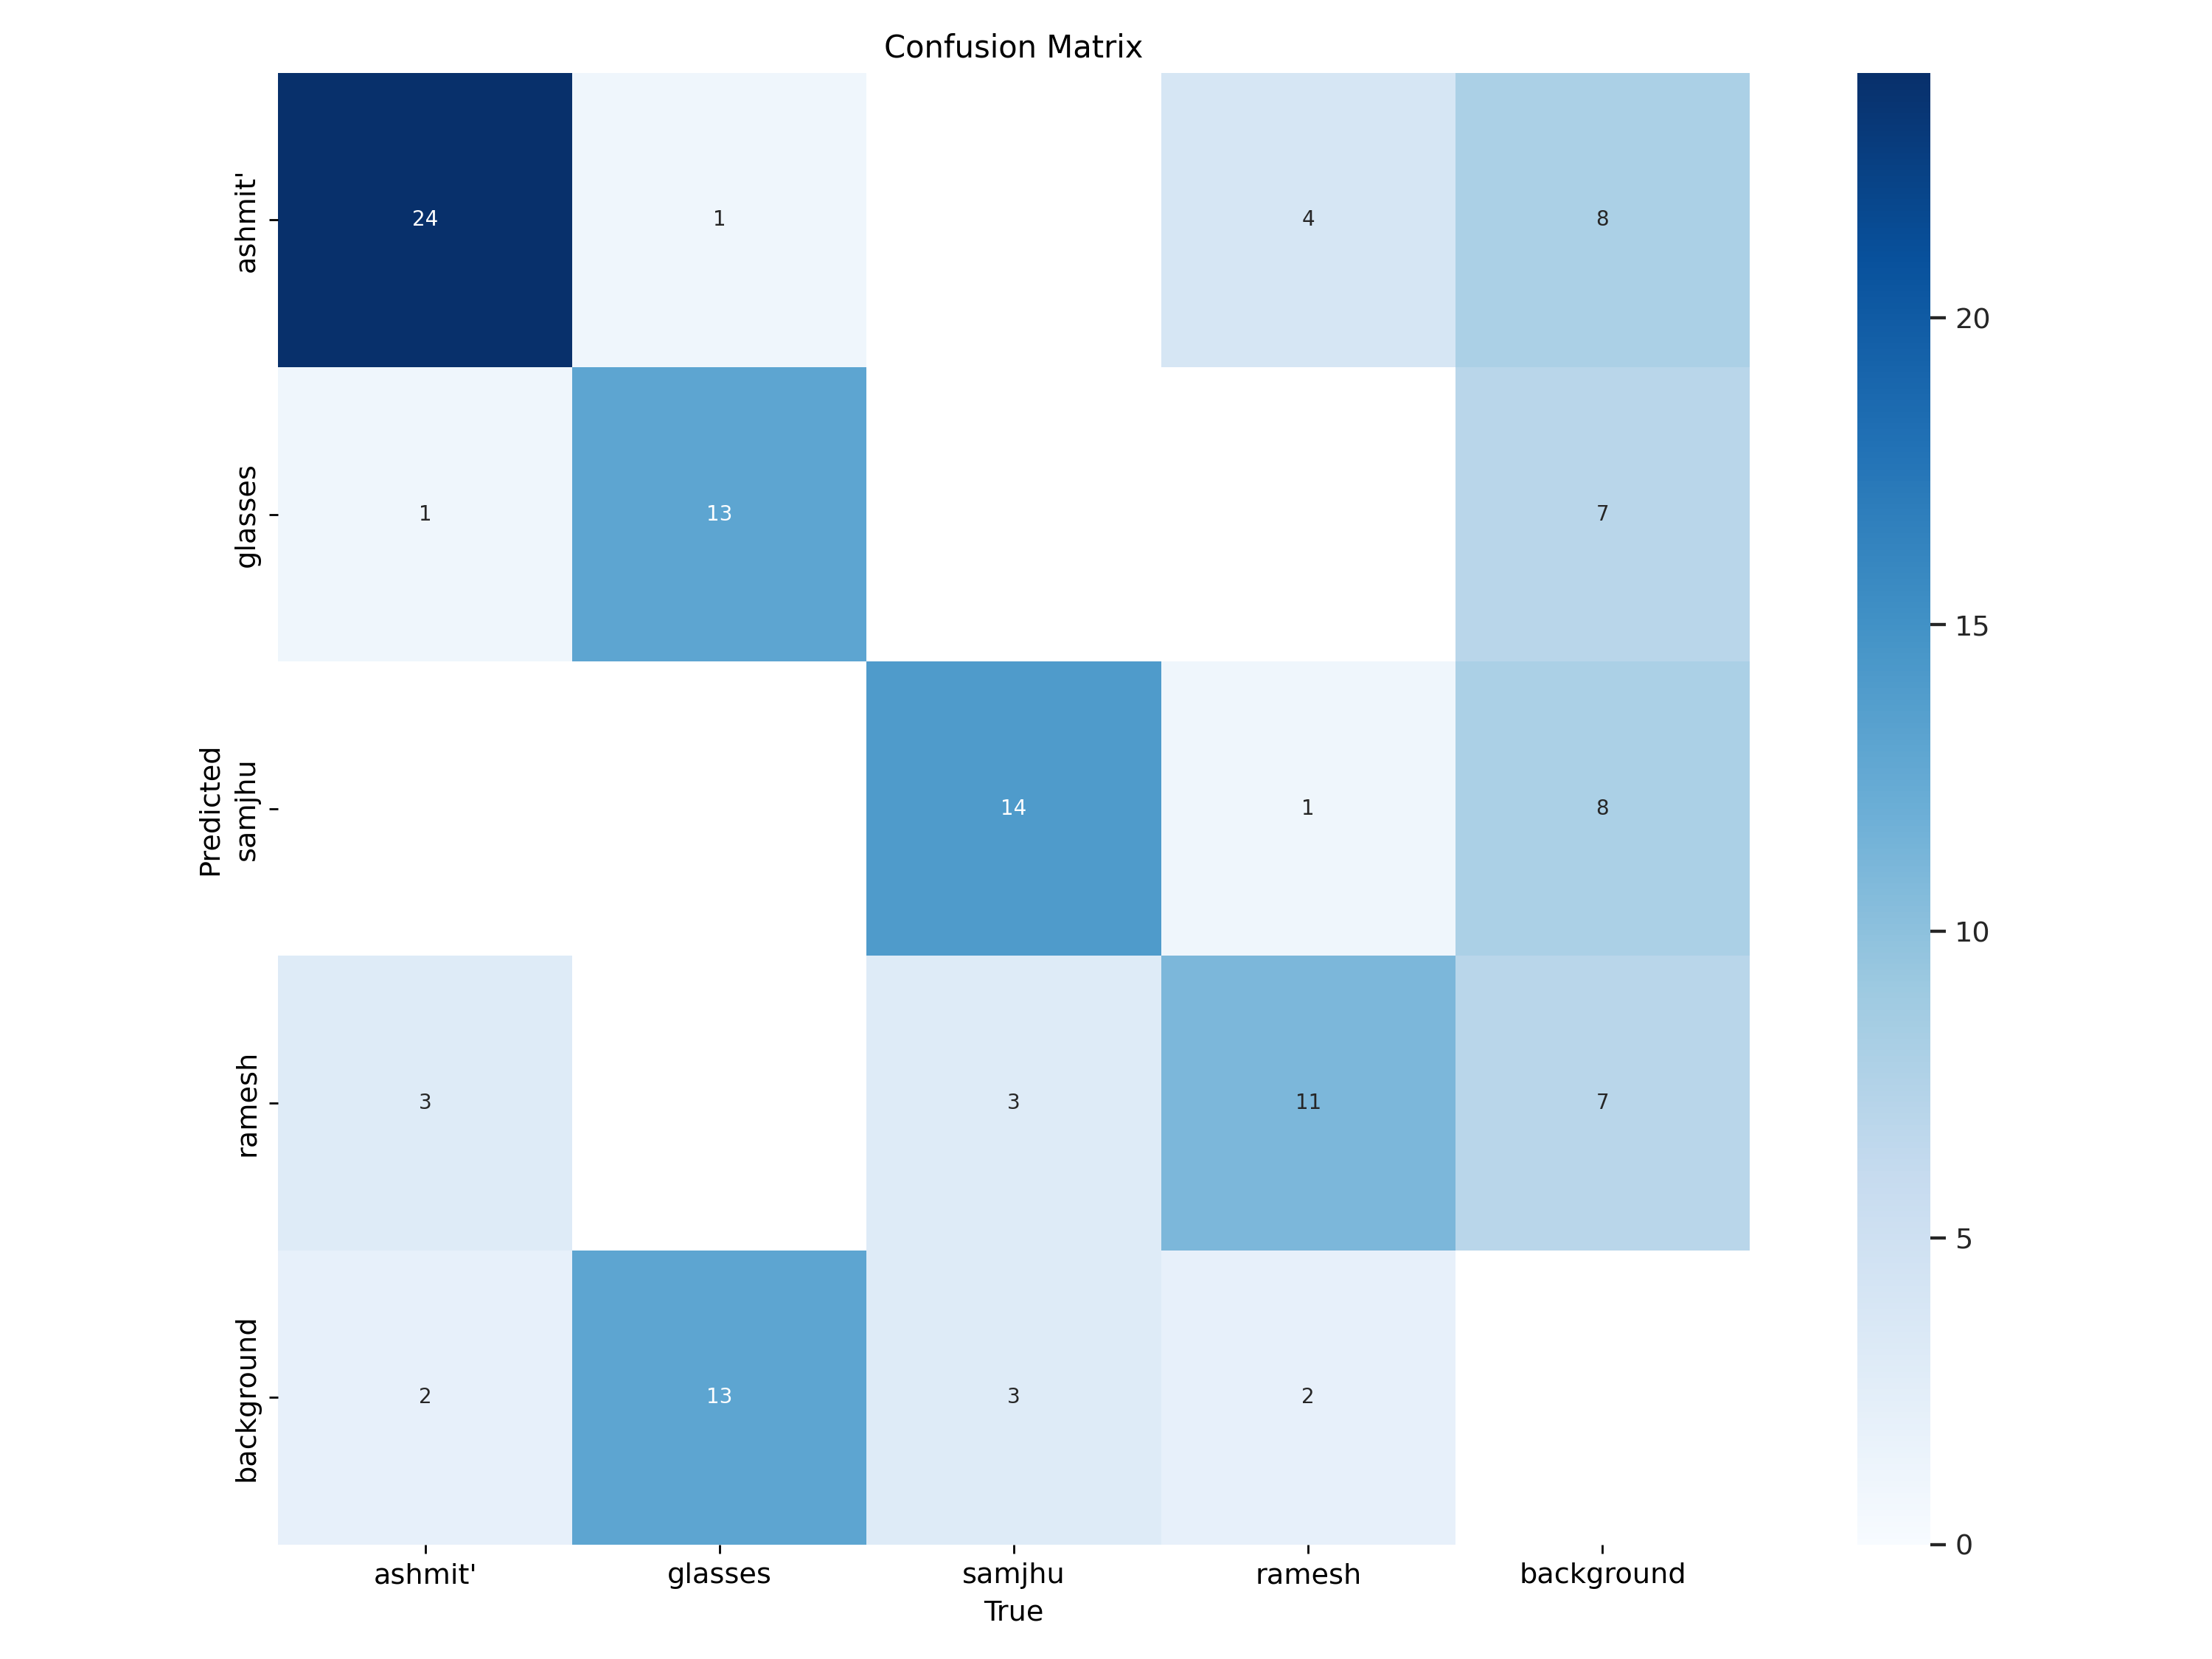 Confusion Matrix
ashmit'
24
1
4
8
20
glasses
1
13
7
15
Predicted
samjhu
14
1
8
10
ramesh
3
3
11
7
5
background
2
13
3
2
0
ashmit'
glasses
samjhu
ramesh
background
True